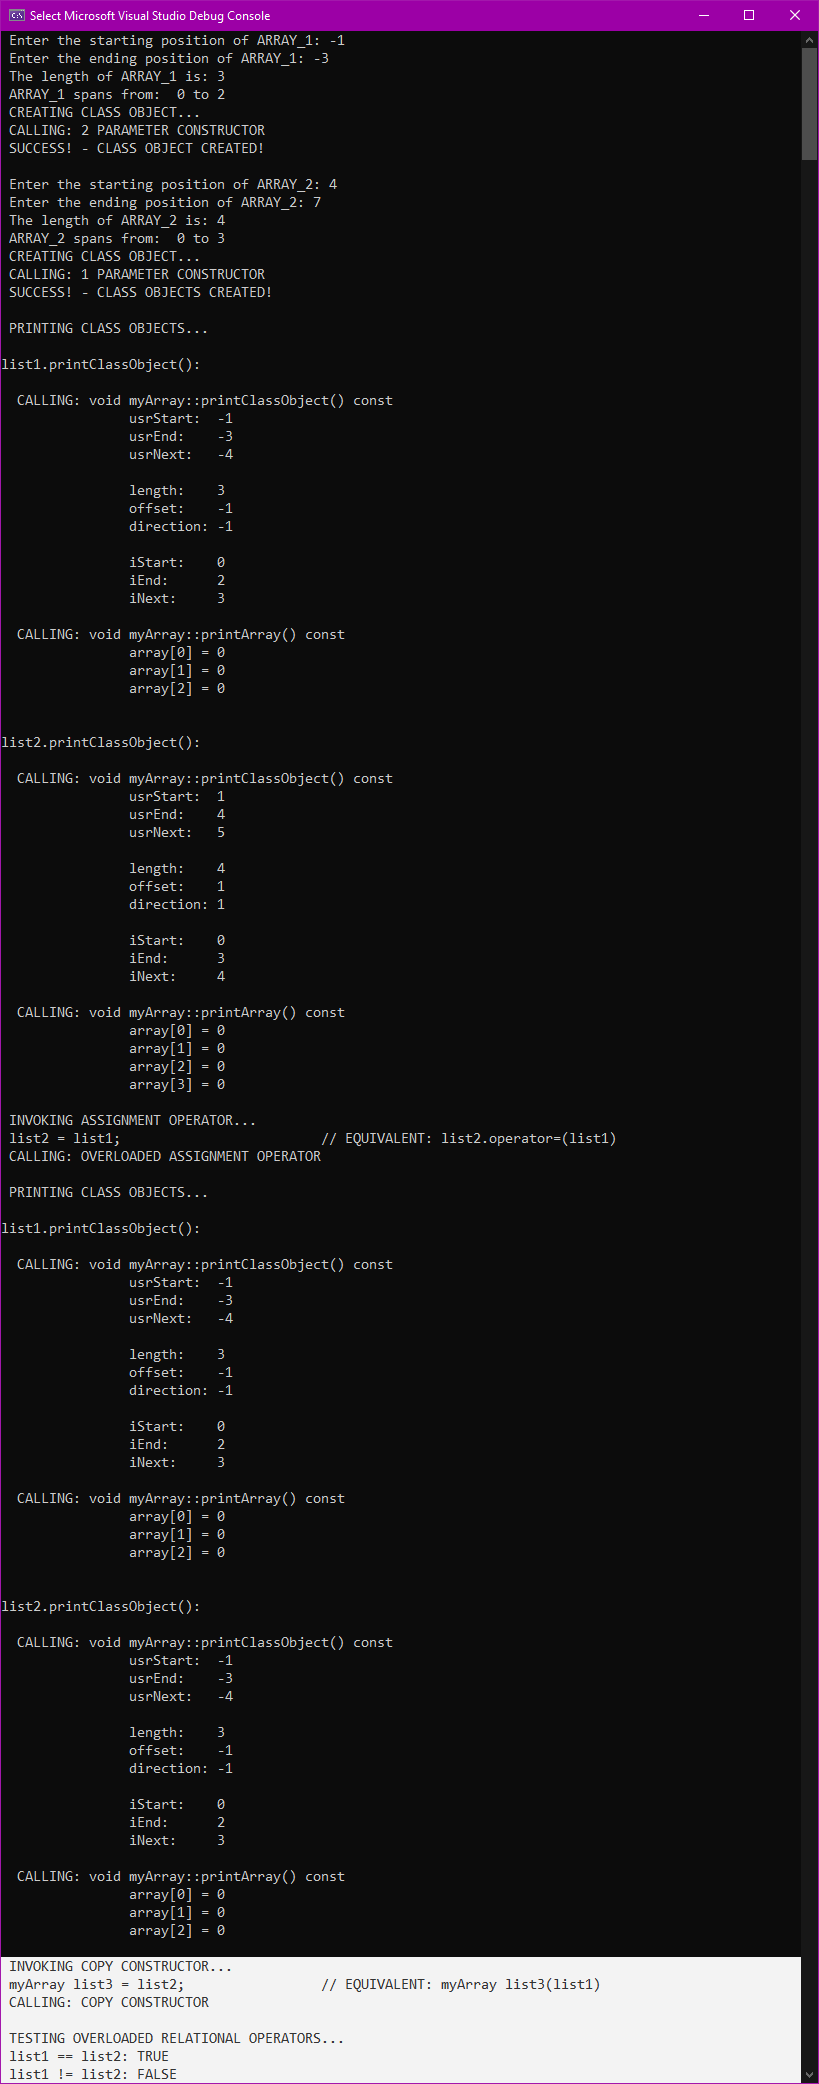 Select Microsoft Visual Studio Debug Console
Enter the starting position of ARRAY_1: -1
Enter the ending position of ARRAY_1: -3
The length of ARRAY_1 is: 3
ARRAY_1 spans from:  0 to 2
CREATING CLASS OBJECT...
CALLING: 2 PARAMETER CONSTRUCTOR
SUCCESS! - CLASS OBJECT CREATED!
Enter the starting position of ARRAY_2: 4
Enter the ending position of ARRAY_2: 7
The length of ARRAY_2 is: 4
ARRAY_2 spans from:  0 to 3
CREATING CLASS OBJECT...
CALLING: 1 PARAMETER CONSTRUCTOR
SUCCESS! - CLASS OBJECTS CREATED!
PRINTING CLASS OBJECTS...
list1.printClassObject():
CALLING: void myArray::printClassObject() const
usrStart:  -1
usrEnd:    -3
usrNext:   -4
length:    3
offset:    -1
direction: -1
iStart:    0
iEnd:      2
iNext:     3
CALLING: void myArray::printArray() const
array[0] = 0
array[1] = 0
array[2] = 0
list2.printClassObject():
CALLING: void myArray::printClassObject() const
usrStart:  1
usrEnd:    4
usrNext:   5
length:    4
offset:    1
direction: 1
iStart:    0
iEnd:      3
iNext:     4
CALLING: void myArray::printArray() const
array[0] = 0
array[1] = 0
array[2] = 0
array[3] = 0
INVOKING ASSIGNMENT OPERATOR...
list2 = list1;                         // EQUIVALENT: list2.operator=(list1)
CALLING: OVERLOADED ASSIGNMENT OPERATOR
PRINTING CLASS OBJECTS...
list1.printClassObject():
CALLING: void myArray::printClassObject() const
usrStart:  -1
usrEnd:    -3
usrNext:   -4
length:    3
offset:    -1
direction: -1
iStart:    0
iEnd:      2
iNext:     3
CALLING: void myArray::printArray() const
array[0] = 0
array[1] = 0
array[2] = 0
list2.printClassObject():
CALLING: void myArray::printClassObject() const
usrStart:  -1
usrEnd:    -3
usrNext:   -4
length:    3
offset:    -1
direction: -1
iStart:    0
iEnd:      2
iNext:     3
CALLING: void myArray::printArray() const
array[0] = 0
array[1] = 0
array[2] = 0
INVOKING COPY CONSTRUCTOR...
myArray list3 = list2;                 // EQUIVALENT: myArray list3(list1)
CALLING: COPY CONSTRUCTOR
TESTING OVERLOADED RELATIONAL OPERATORS...
list1 == list2: TRUE
list1 != list2: FALSE